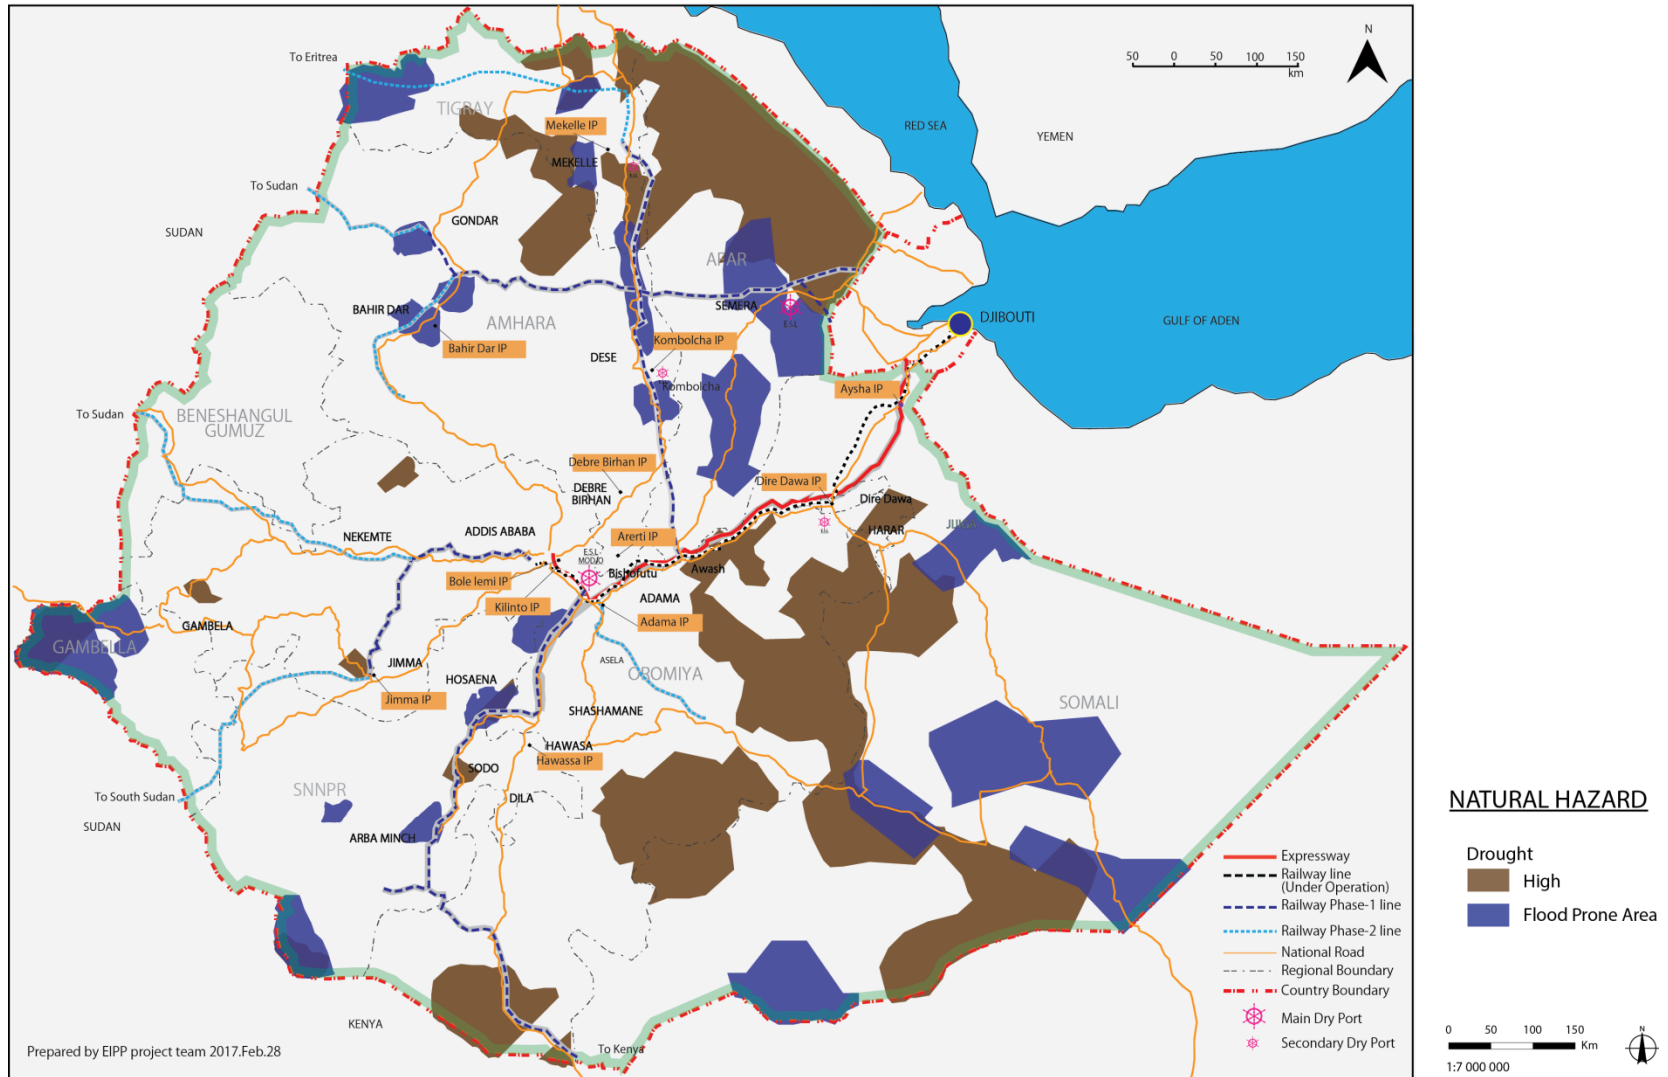 To Eritrea
50 0 50 100 150
km
N
TIGRAY
RED SEA
YEMEN
Mekelle IP
MEKELLE
To Sudan
SUDAN
GONDAR
AFAR
BAHIR DAR
AMHARA
SEMERA
E.S.L
DJIBOUTI
GULF OF ADEN
Bahir Dar IP
Kombolcha IP
DESE
Kombolcha
Aysha IP
To Sudan
BENESHANGUL
GUMUZ
Debre Birhan IP
DEBRE
BIRHAN
Dire Dawa IP
Dire Dawa
HARAR
NEKEMTE
ADDIS ABABA
Arerti IP
E.S.L
MODJO
Bishofutu
Awash
Bole lemi IP
Kilinto IP
ADAMA
Adama IP
GAMBELA
GAMBELLA
JIMMA
Jimma IP
HOSAENA
ASELA
OROMIYA
SHASHAMANE
SOMALI
HAWASA
Hawassa IP
SODO
SNNPR
DILA
To South Sudan
SUDAN
ARBA MINCH
KENYA
To Kenya
Prepared by EIPP project team 2017.Feb.28
Expressway
Railway line
(Under Operation)
Railway Phase-1 line
Railway Phase-2 line
National Road
Regional Boundary
Country Boundary
Main Dry Port
Secondary Dry Port
NATURAL HAZARD
Drought
High
Flood Prone Area
0 50 100 150
Km
N
1:7 000 000